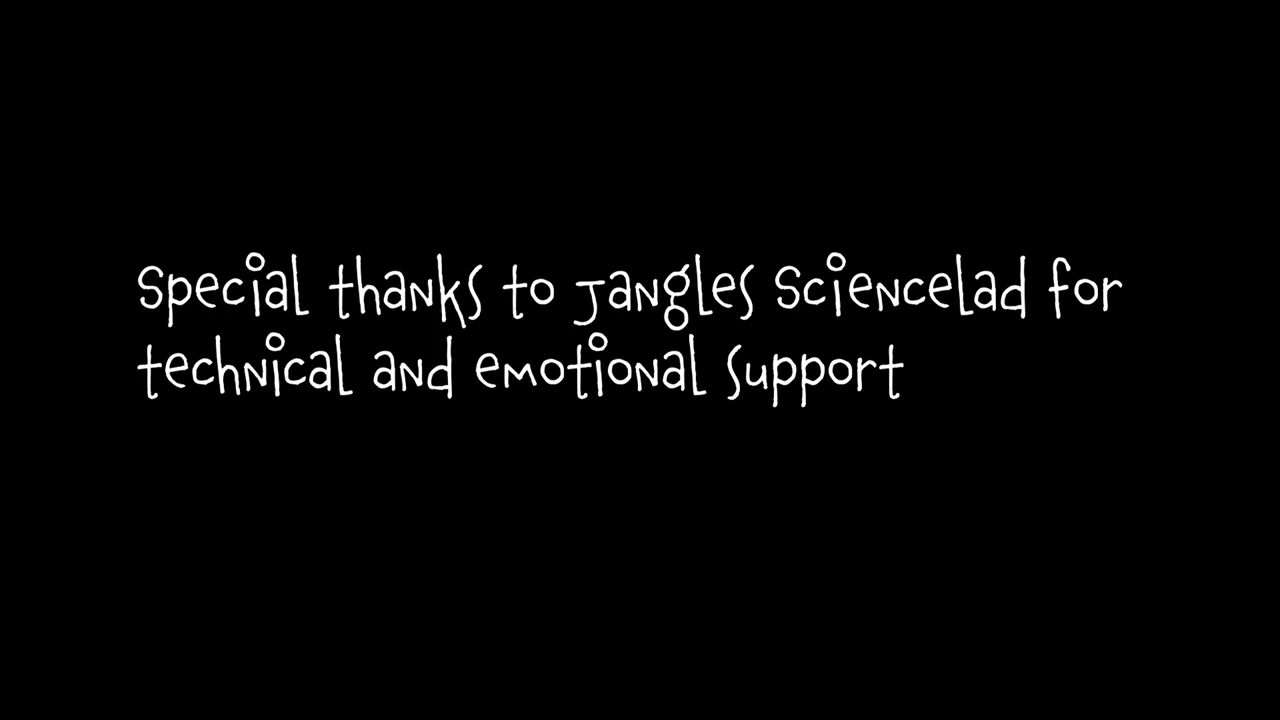 Special thanks to Jangles Sciencelad for
technical and emotional support